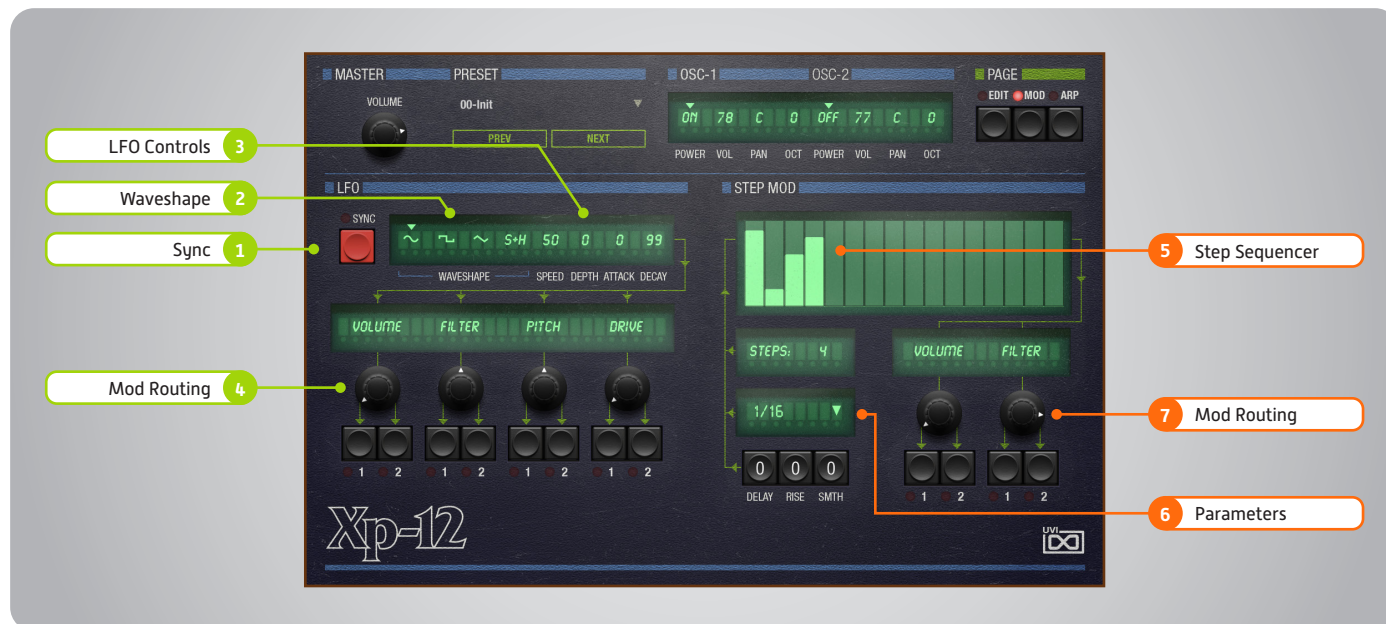 MASTER PRESET OSC-1 OSC-2 PAGE
EDIT MOD ARP
VOLUME 00-Init
PREV NEXT
ON 78 C 0 OFF 77 C 0
POWER VOL PAN OCT POWER VOL PAN OCT
LFO Controls 3
Waveshape 2
Sync 1
LFO
SYNC
S+H 50 0 0 99
WAVESHAPE SPEED DEPTH ATTACK DECAY
VOLUME FILTER PITCH DRIVE
Mod Routing 4
1 2 1 2 1 2 1 2
Xp-12
STEP MOD
5 Step Sequencer
STEPS: 4
VOLUME FILTER
1/16
7 Mod Routing
0 0 0
DELAY RISE SMTH
1 2 1 2
6 Parameters
UVI